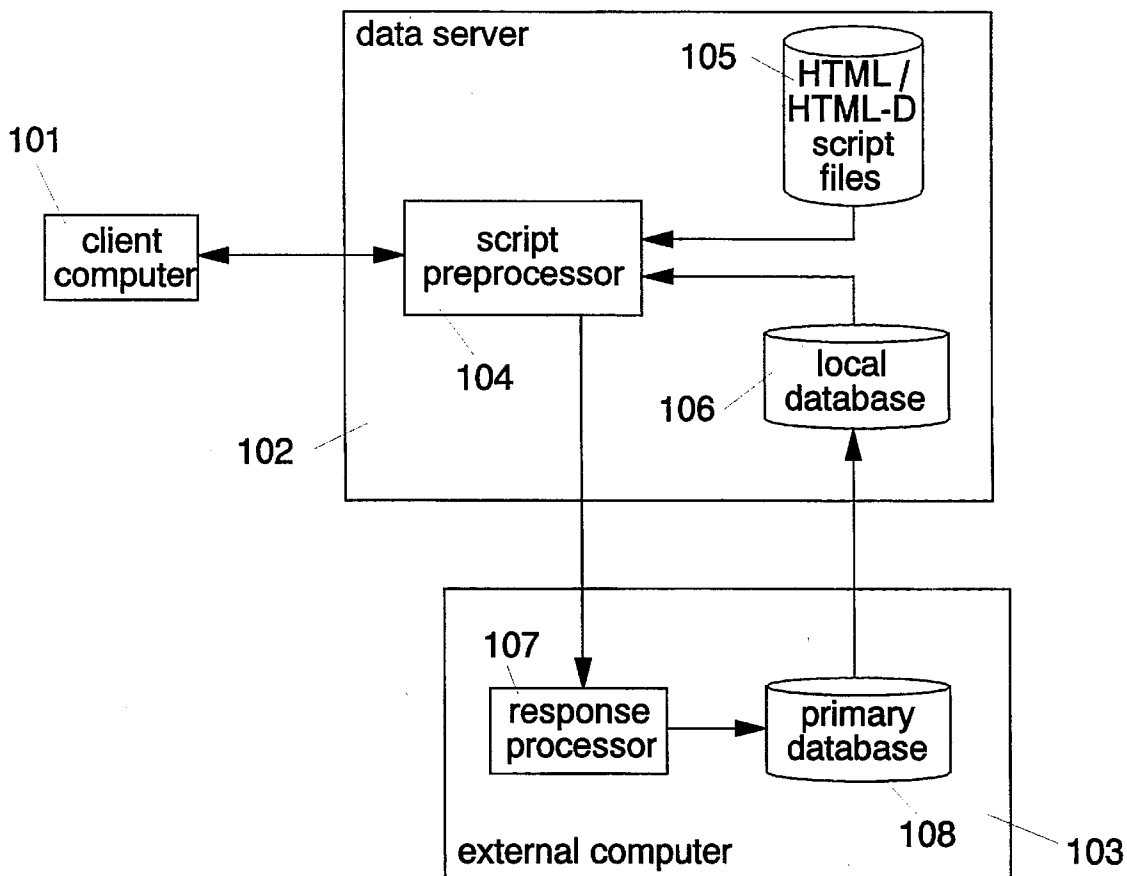 data server
105
HTML /
HTML-D
script
files
101
client
computer
script
preprocessor
104
local
database
106
102
107
response
processor
primary
database
108
103
external computer